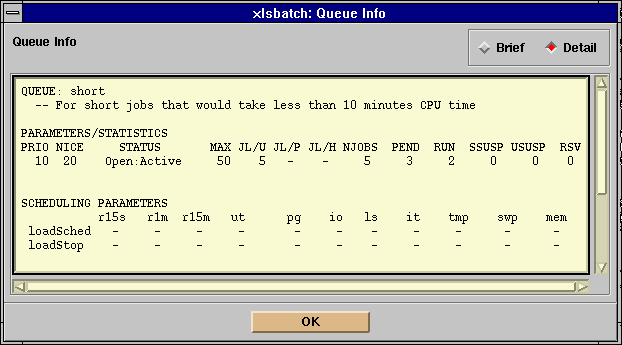 xlsbatch: Queue Info
Queue Info
Brief
Detail
QUEUE: short
-- For short jobs that would take less than 10 minutes CPU time
PARAMETERS/STATISTICS
PRIO NICE STATUS MAX JL/U JL/P JL/H NJOBS PEND RUN SSUSP USUSP RSV
10 20 Open:Active 50 5 - - 5 3 2 0 0 0
SCHEDULING PARAMETERS
r15s r1m r15m ut pg io ls it tmp swp mem
loadSched - - - - - - - - - - -
loadStop - - - - - - - - - - -
OK